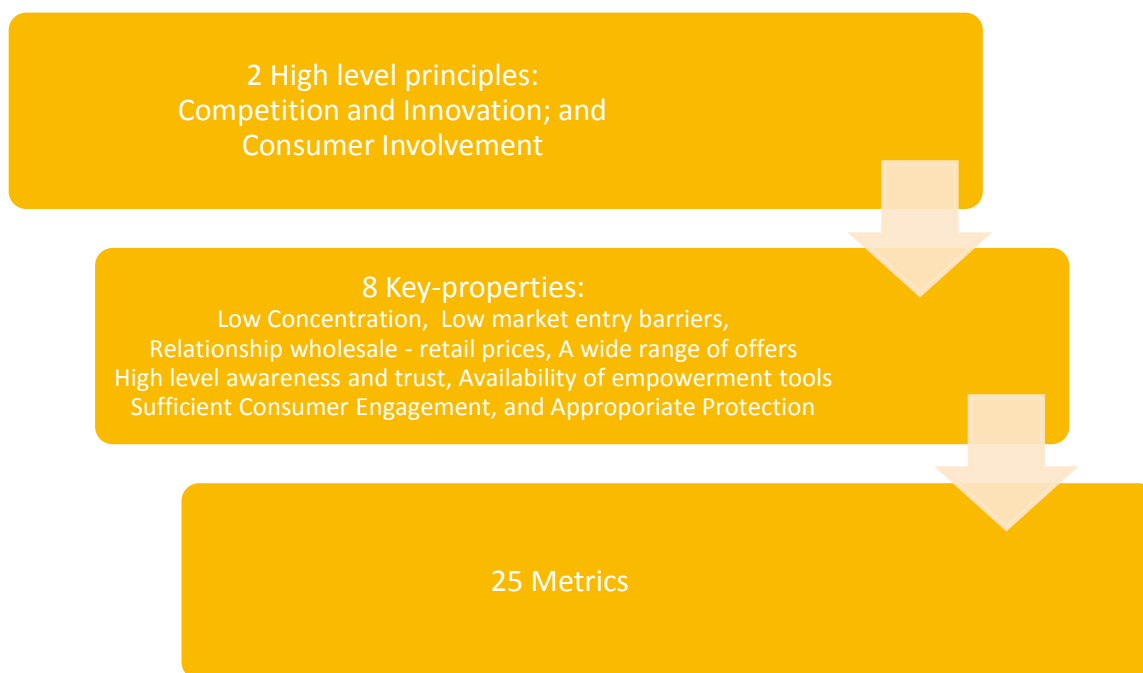 2 High level principles:
Competition and Innovation; and
Consumer Involvement
8 Key-properties:
Low Concentration,  Low market entry barriers,
Relationship wholesale - retail prices, A wide range of offers
High level awareness and trust, Availability of empowerment tools
Sufficient Consumer Engagement, and Approporiate Protection
25 Metrics